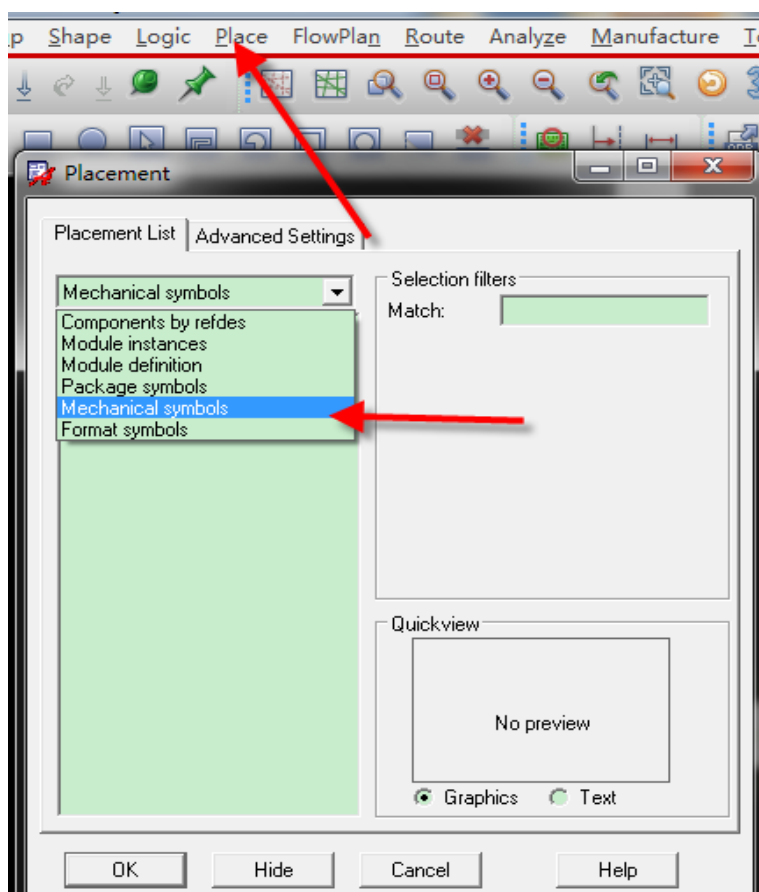 p Shape Logic Place FlowPlan Route Analyze Manufacture T
Placement
Placement List Advanced Settings
Mechanical symbols
Components by refdes
Module instances
Module definition
Package symbols
Mechanical symbols
Format symbols
Selection filters
Match:
Quickview
No preview
Graphics Text
OK Hide Cancel Help